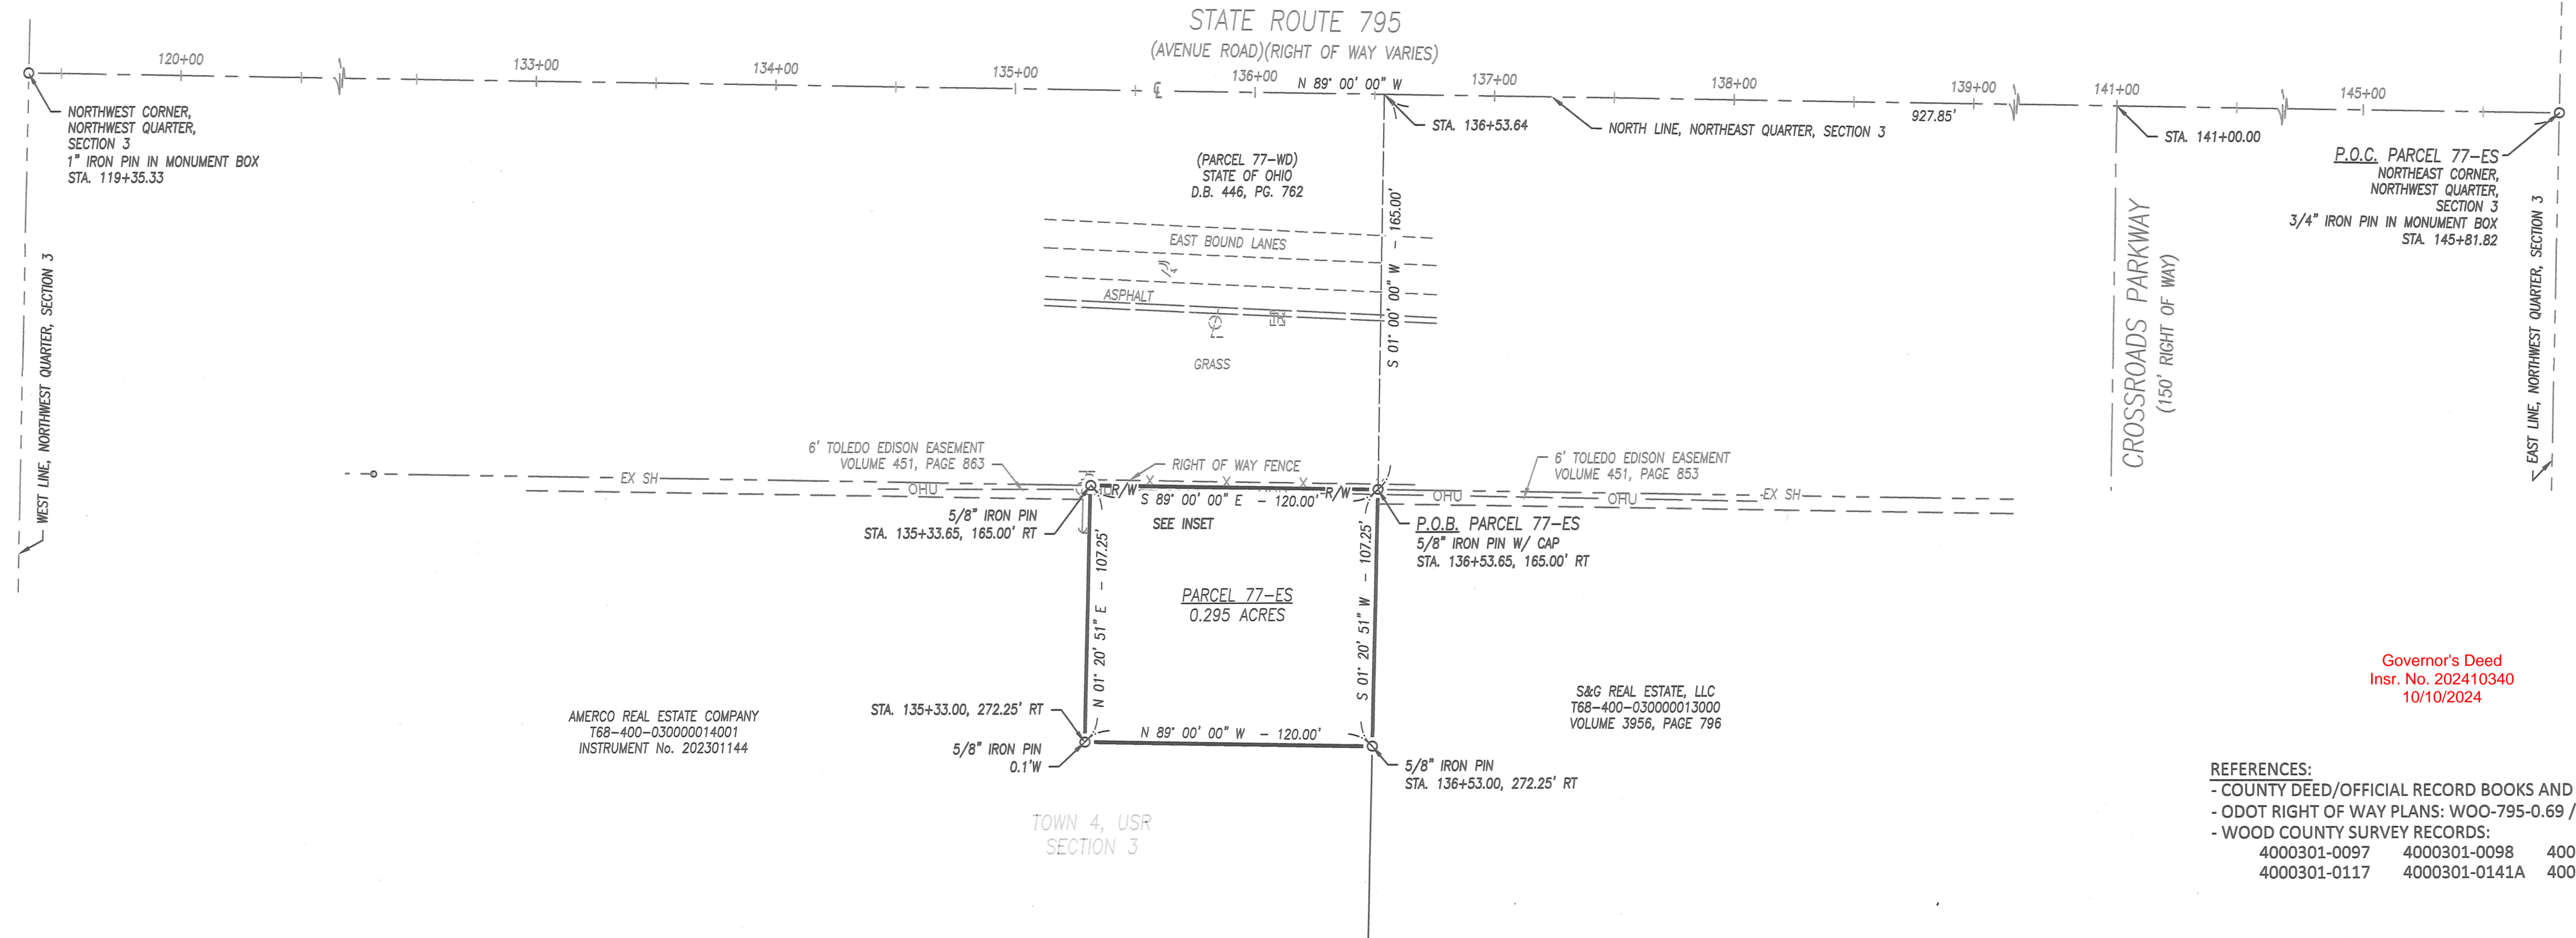 STATE ROUTE 795
(AVENUE ROAD)(RIGHT OF WAY VARIES)
120+00
133+00
134+00
135+00
136+00
N 89° 00' 00" W
137+00
138+00
139+00
141+00
145+00
927.85'
NORTHWEST CORNER,
NORTHWEST QUARTER,
SECTION 3
1" IRON PIN IN MONUMENT BOX
STA. 119+35.33
STA. 136+53.64
NORTH LINE, NORTHEAST QUARTER, SECTION 3
STA. 141+00.00
P.O.C. PARCEL 77-ES
NORTHEAST CORNER,
NORTHWEST QUARTER,
SECTION 3
3/4" IRON PIN IN MONUMENT BOX
STA. 145+81.82
(PARCEL 77-WD)
STATE OF OHIO
D.B. 446, PG. 762
EAST BOUND LANES
ASPHALT
GRASS
S 01° 00' 00" W - 165.00'
WEST LINE, NORTHWEST QUARTER, SECTION 3
CROSSROADS PARKWAY
(150' RIGHT OF WAY)
EAST LINE, NORTHWEST QUARTER, SECTION 3
6' TOLEDO EDISON EASEMENT
VOLUME 451, PAGE 863
RIGHT OF WAY FENCE
6' TOLEDO EDISON EASEMENT
VOLUME 451, PAGE 853
EX SH
OHU
R/W
R/W
OHU
OHU
EX SH
S 89° 00' 00" E - 120.00'
SEE INSET
5/8" IRON PIN
STA. 135+33.65, 165.00' RT
P.O.B. PARCEL 77-ES
5/8" IRON PIN W/ CAP
STA. 136+53.65, 165.00' RT
N 01° 20' 51" E - 107.25'
S 01° 20' 51" W - 107.25'
PARCEL 77-ES
0.295 ACRES
STA. 135+33.00, 272.25' RT
5/8" IRON PIN
0.1'W
N 89° 00' 00" W - 120.00'
5/8" IRON PIN
STA. 136+53.00, 272.25' RT
AMERCO REAL ESTATE COMPANY
T68-400-030000014001
INSTRUMENT No. 202301144
S&G REAL ESTATE, LLC
T68-400-030000013000
VOLUME 3956, PAGE 796
TOWN 4, USR
SECTION 3
Governor's Deed
Insr. No. 202410340
10/10/2024
REFERENCES:
- COUNTY DEED/OFFICIAL RECORD BOOKS AND
- ODOT RIGHT OF WAY PLANS: WOO-795-0.69 /
- WOOD COUNTY SURVEY RECORDS:
4000301-0097 4000301-0098 400
4000301-0117 4000301-0141A 400